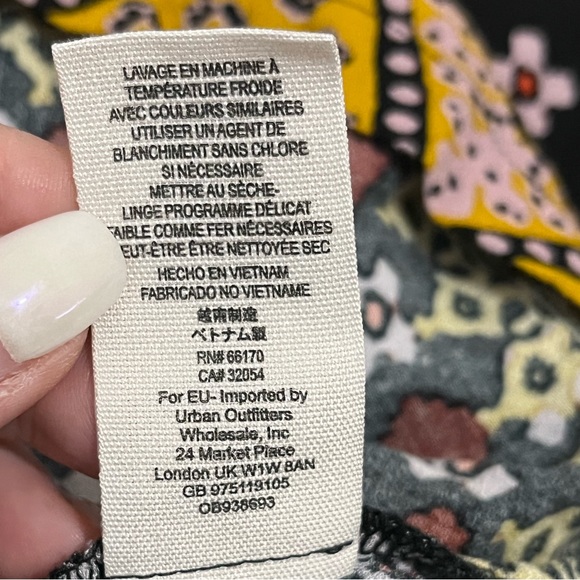 LAVAGE EN MACHINE À
TEMPÉRATURE FROIDE
AVEC COULEURS SIMILAIRES
UTILISER UN AGENT DE
BLANCHIMENT SANS CHLORE
SI NÉCESSAIRE
METTRE AU SÈCHE-
LINGE PROGRAMME DÉLICAT
FAIBLE COMME FER NÉCESSAIRES
PEUT-ÊTRE ÊTRE NETTOYÉE SEC
HECHO EN VIETNAM
FABRICADO NO VIETNAME
越南制造
ベトナム製
RN# 66170
CA# 32054
For EU- Imported by
Urban Outfitters
Wholesale, Inc
24 Market Place
London UK W1W 8AN
GB 975119105
OB938693